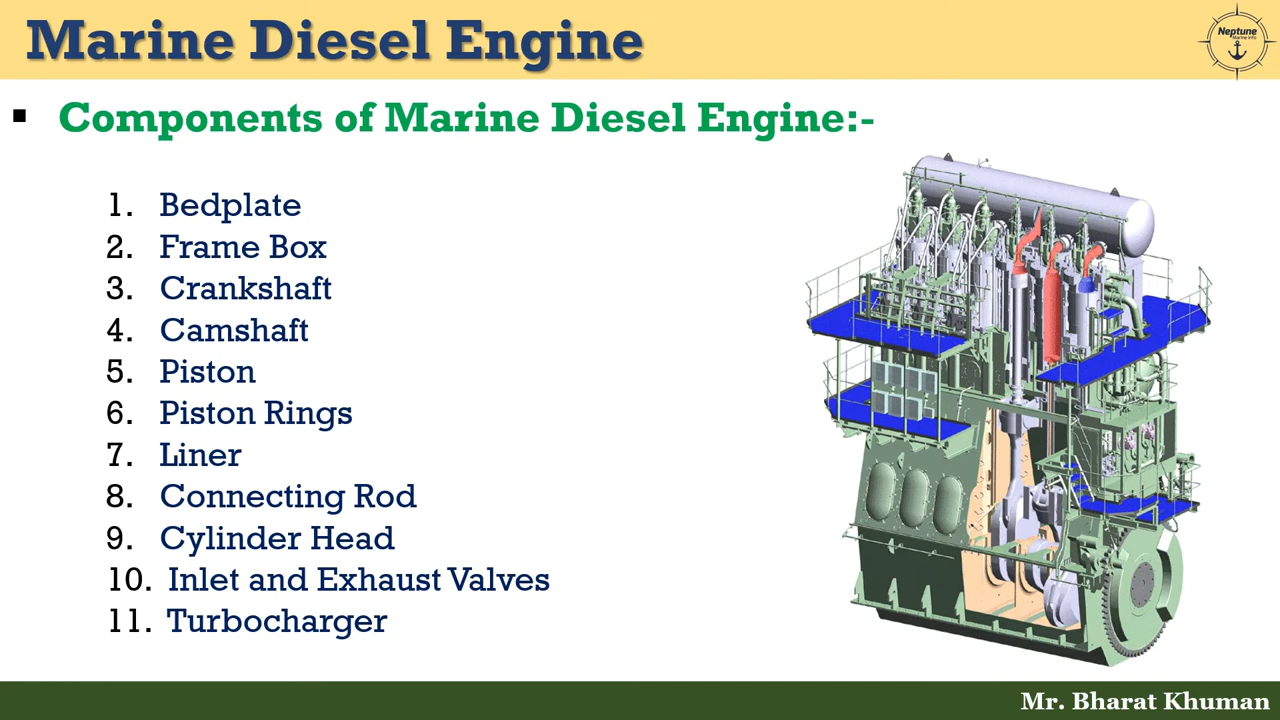 Marine Diesel Engine
Neptune
Marine Info
▪ Components of Marine Diesel Engine:-
1. Bedplate
2. Frame Box
3. Crankshaft
4. Camshaft
5. Piston
6. Piston Rings
7. Liner
8. Connecting Rod
9. Cylinder Head
10. Inlet and Exhaust Valves
11. Turbocharger
Mr. Bharat Khuman